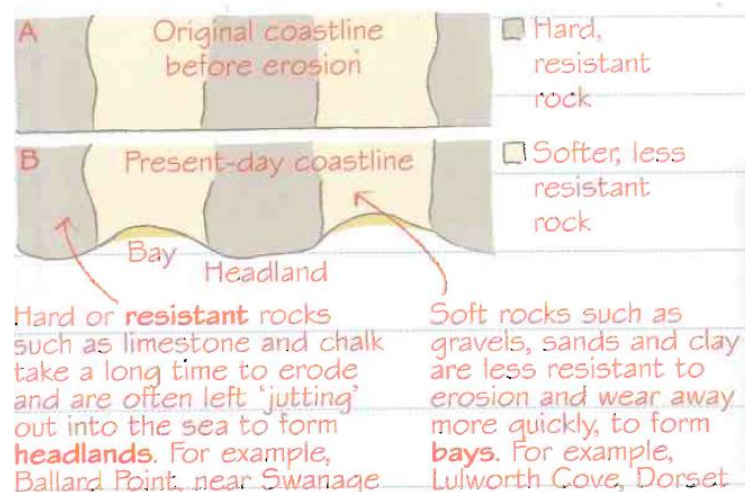 A
Original coastline
before erosion
Hard,
resistant
rock
B
Present-day coastline
Softer, less
resistant
rock
Bay
Headland
Hard or resistant rocks
such as limestone and chalk
take a long time to erode
and are often left 'jutting'
out into the sea to form
headlands. For example,
Ballard Point, near Swanage
Soft rocks such as
gravels, sands and clay
are less resistant to
erosion and wear away
more quickly, to form
bays. For example,
Lulworth Cove, Dorset